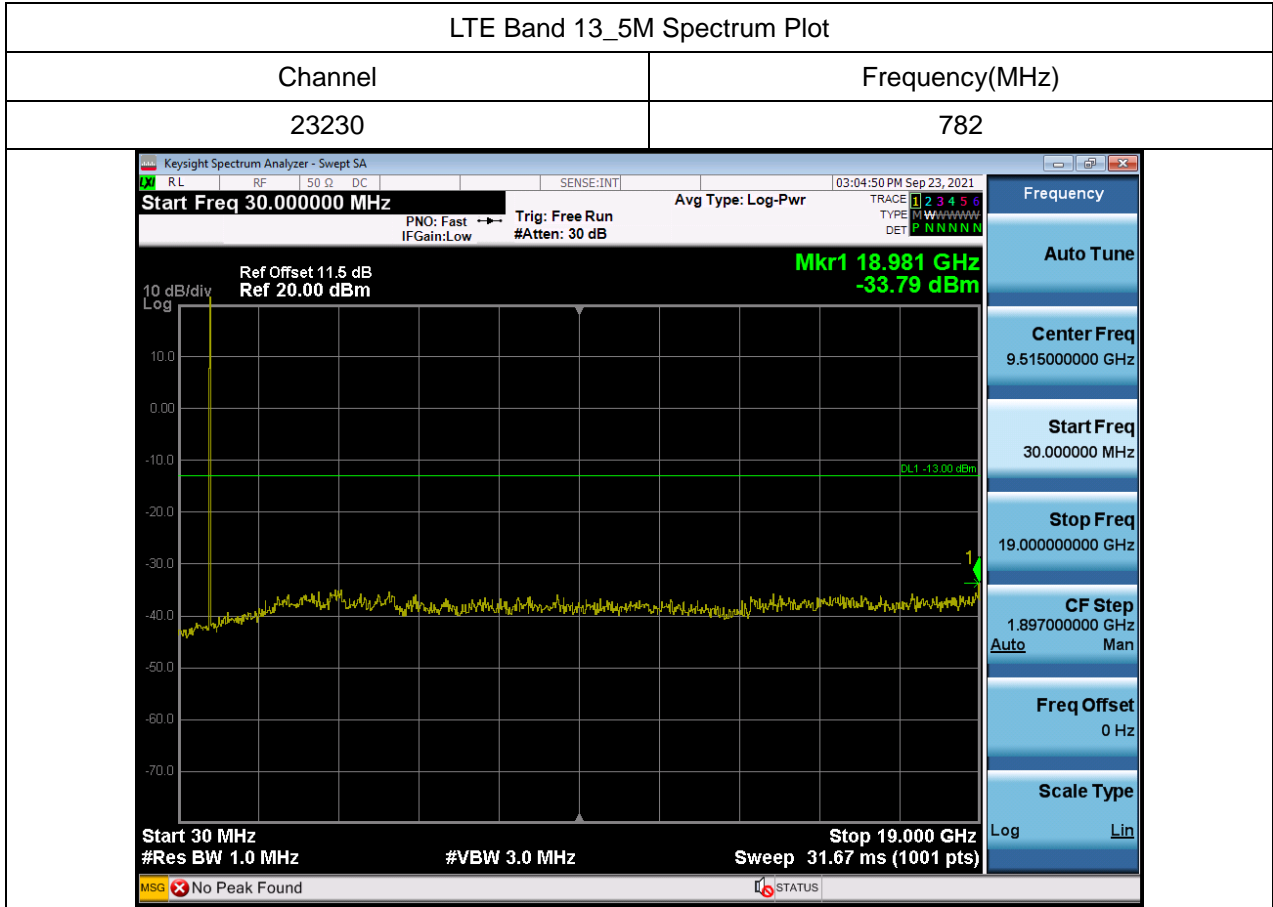 LTE Band 13_5M Spectrum Plot
Channel Frequency(MHz)
23230 782
Keysight Spectrum Analyzer - Swept SA
LXI RL RF 50 Ω DC SENSE:INT 03:04:50 PM Sep 23, 2021
Start Freq 30.000000 MHz Avg Type: Log-Pwr TRACE 1 2 3 4 5 6
PNO: Fast Trig: Free Run TYPE M WWWWW
IFGain:Low #Atten: 30 dB DET P N N N N N
Frequency
Auto Tune
Mkr1 18.981 GHz
-33.79 dBm
Ref Offset 11.5 dB
10 dB/div Ref 20.00 dBm
Log
10.0
0.00
-10.0
DL1 -13.00 dBm
-20.0
-30.0
1
-40.0
-50.0
-60.0
-70.0
Center Freq
9.515000000 GHz
Start Freq
30.000000 MHz
Stop Freq
19.000000000 GHz
CF Step
1.897000000 GHz
Auto Man
Freq Offset
0 Hz
Scale Type
Log Lin
Start 30 MHz Stop 19.000 GHz
#Res BW 1.0 MHz #VBW 3.0 MHz Sweep 31.67 ms (1001 pts)
MSG No Peak Found STATUS